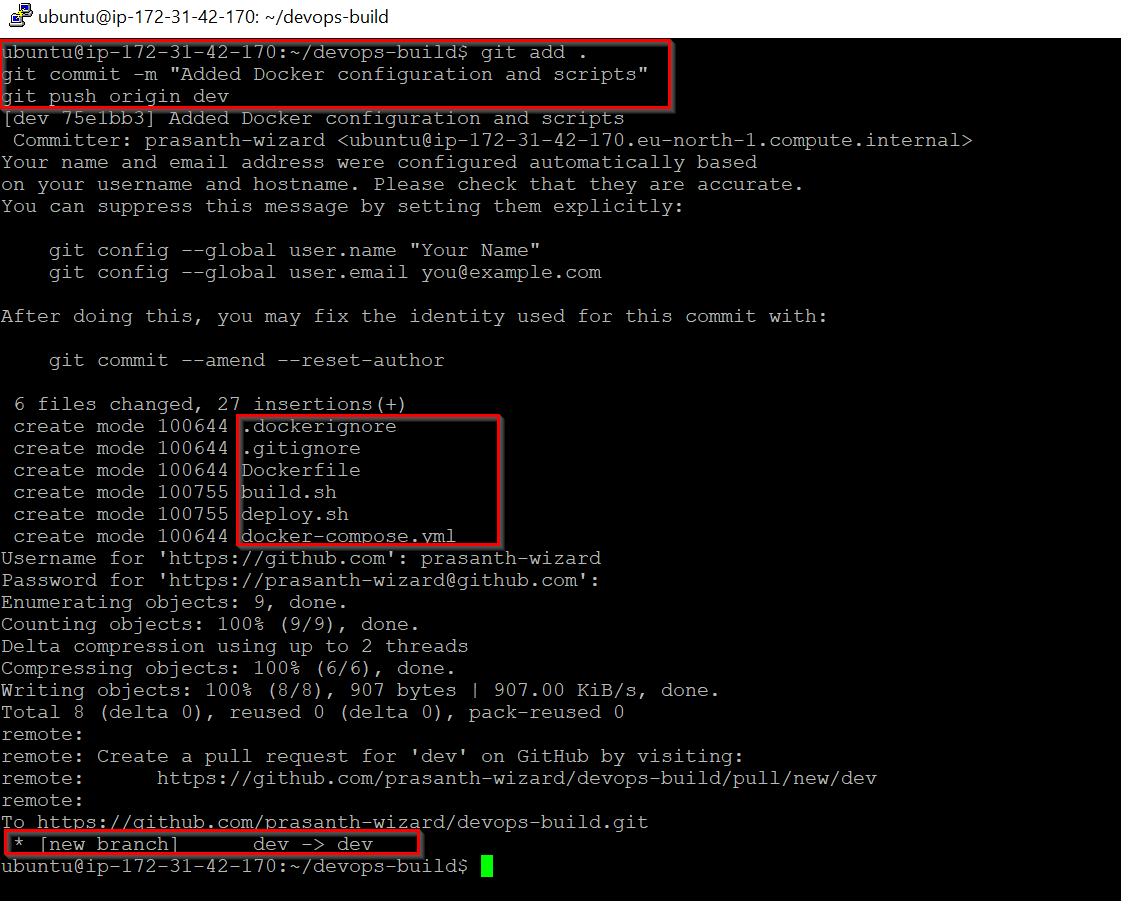 ubuntu@ip-172-31-42-170: ~/devops-build
ubuntu@ip-172-31-42-170:~/devops-build$ git add .
git commit -m "Added Docker configuration and scripts"
git push origin dev
[dev 75e1bb3] Added Docker configuration and scripts
 Committer: prasanth-wizard <ubuntu@ip-172-31-42-170.eu-north-1.compute.internal>
Your name and email address were configured automatically based
on your username and hostname. Please check that they are accurate.
You can suppress this message by setting them explicitly:

    git config --global user.name "Your Name"
    git config --global user.email you@example.com

After doing this, you may fix the identity used for this commit with:

    git commit --amend --reset-author

 6 files changed, 27 insertions(+)
 create mode 100644 .dockerignore
 create mode 100644 .gitignore
 create mode 100644 Dockerfile
 create mode 100755 build.sh
 create mode 100755 deploy.sh
 create mode 100644 docker-compose.yml
Username for 'https://github.com': prasanth-wizard
Password for 'https://prasanth-wizard@github.com':
Enumerating objects: 9, done.
Counting objects: 100% (9/9), done.
Delta compression using up to 2 threads
Compressing objects: 100% (6/6), done.
Writing objects: 100% (8/8), 907 bytes | 907.00 KiB/s, done.
Total 8 (delta 0), reused 0 (delta 0), pack-reused 0
remote:
remote: Create a pull request for 'dev' on GitHub by visiting:
remote:      https://github.com/prasanth-wizard/devops-build/pull/new/dev
remote:
To https://github.com/prasanth-wizard/devops-build.git
 * [new branch]      dev -> dev
ubuntu@ip-172-31-42-170:~/devops-build$